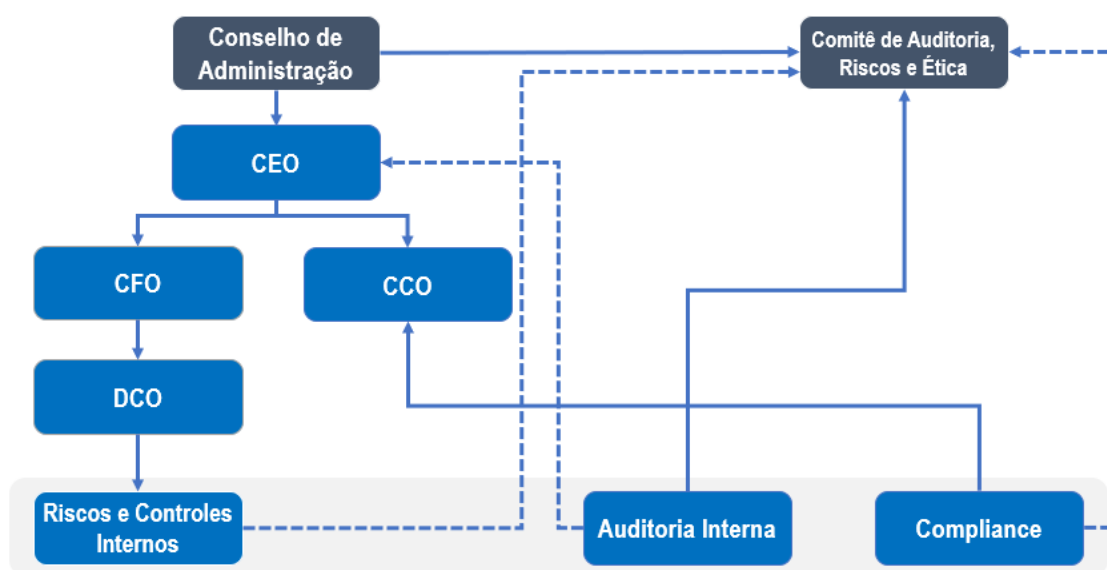 Conselho de
Administração
Comitê de Auditoria,
Riscos e Ética
CEO
CFO
CCO
DCO
Riscos e Controles
Internos
Auditoria Interna
Compliance